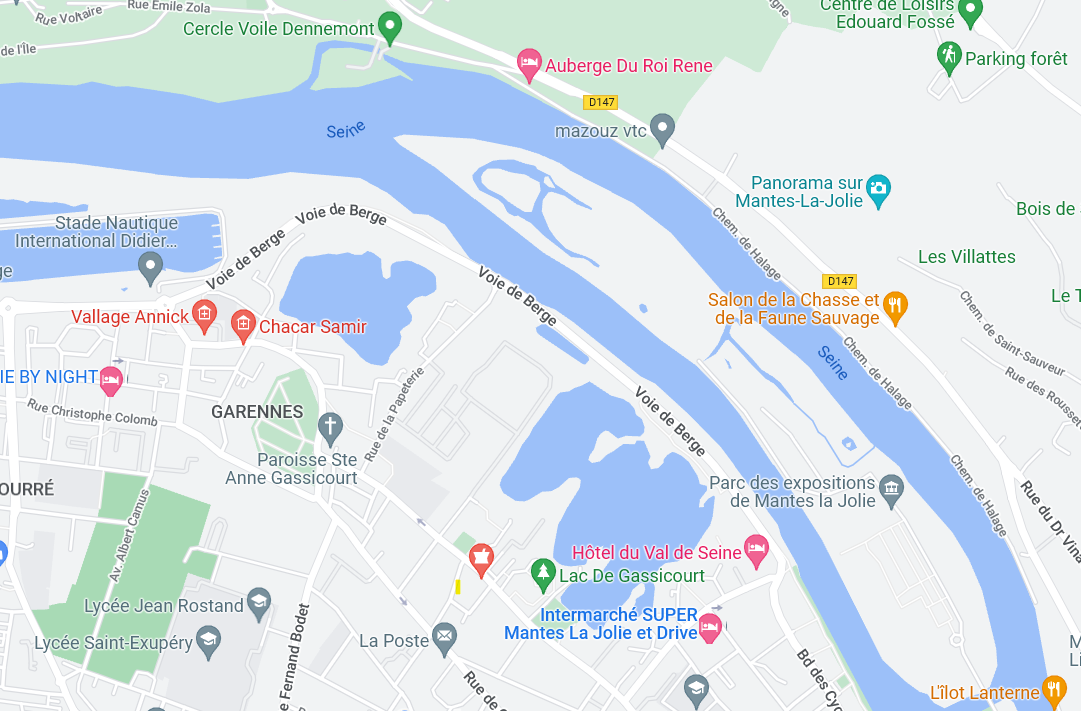 Rue Voltaire
Rue Emile Zola
de l'Île
Cercle Voile Dennemont
Centre de Loisirs
Edouard Fossé
Auberge Du Roi Rene
Parking forêt
D147
Seine
mazouz vtc
Panorama sur
Mantes-La-Jolie
Bois de
Stade Nautique
International Didier...
Voie de Berge
Voie de Berge
Chem. de Halage
Les Villattes
ge
Voie de Berge
D147
Le T
Salon de la Chasse et
de la Faune Sauvage
Vallage Annick
Chacar Samir
Chem. de Saint-Sauveur
Seine
Chem. de Halage
IE BY NIGHT
Rue de la Papeterie
Rue des Rousset
Rue Christophe Colomb
GARENNES
Voie de Berge
Paroisse Ste
Anne Gassicourt
OURRÉ
Parc des expositions
de Mantes la Jolie
Chem. de Halage
Rue du Dr Vina
Av. Albert Camus
Hôtel du Val de Seine
Lac De Gassicourt
Lycée Jean Rostand
Intermarché SUPER
Mantes La Jolie et Drive
La Poste
Lycée Saint-Exupéry
e Fernand Bodet
M
Li
Rue de G
Bd des Cyc
L'îlot Lanterne